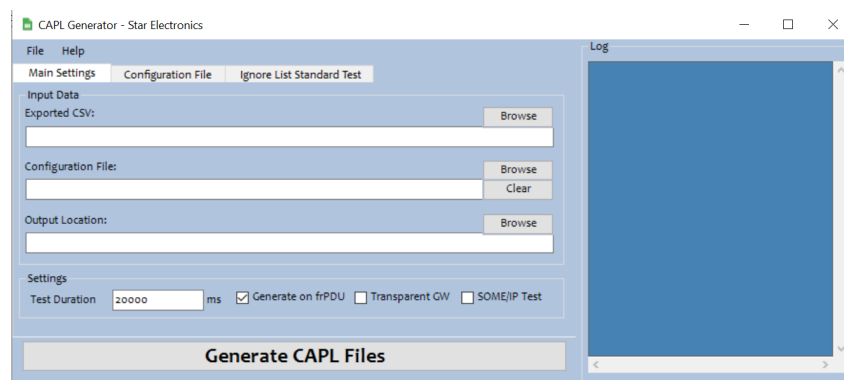 CAPL Generator - Star Electronics
File Help
Log
Main Settings Configuration File Ignore List Standard Test
Input Data
Exported CSV:
Browse
Configuration File:
Browse
Clear
Output Location:
Browse
Settings
Test Duration 20000 ms Generate on frPDU Transparent GW SOME/IP Test
Generate CAPL Files